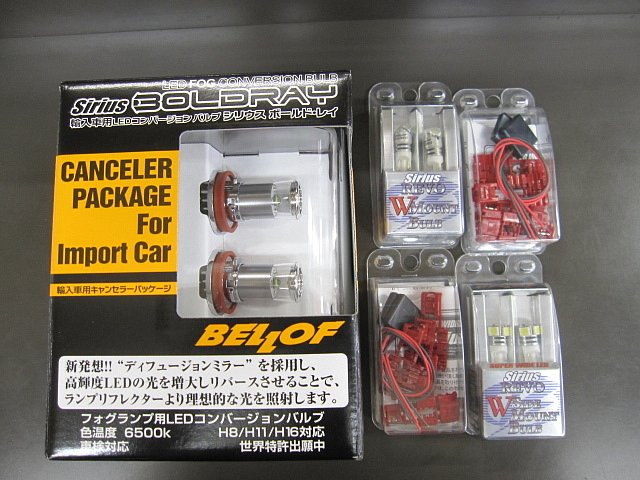 LED FOG CONVERSION BULB
Sirius BOLDRAY
輸入車用LEDコンバージョンバルブ シリウス ボールド・レイ
CANCELER
PACKAGE
For
Import Car
輸入車用キャンセラーパッケージ
BELLOF
新発想!! “ディフュージョンミラー” を採用し、
高輝度LEDの光を増大しリバースさせることで、
ランプリフレクターより理想的な光を照射します。
フォグランプ用LEDコンバージョンバルブ
色温度 6500k H8/H11/H16対応
車検対応 世界特許出願中
Sirius
REVO
W MOUNT
BULB
SUPER WIDE LED
Sirius
REVO
MOUNT
BULB